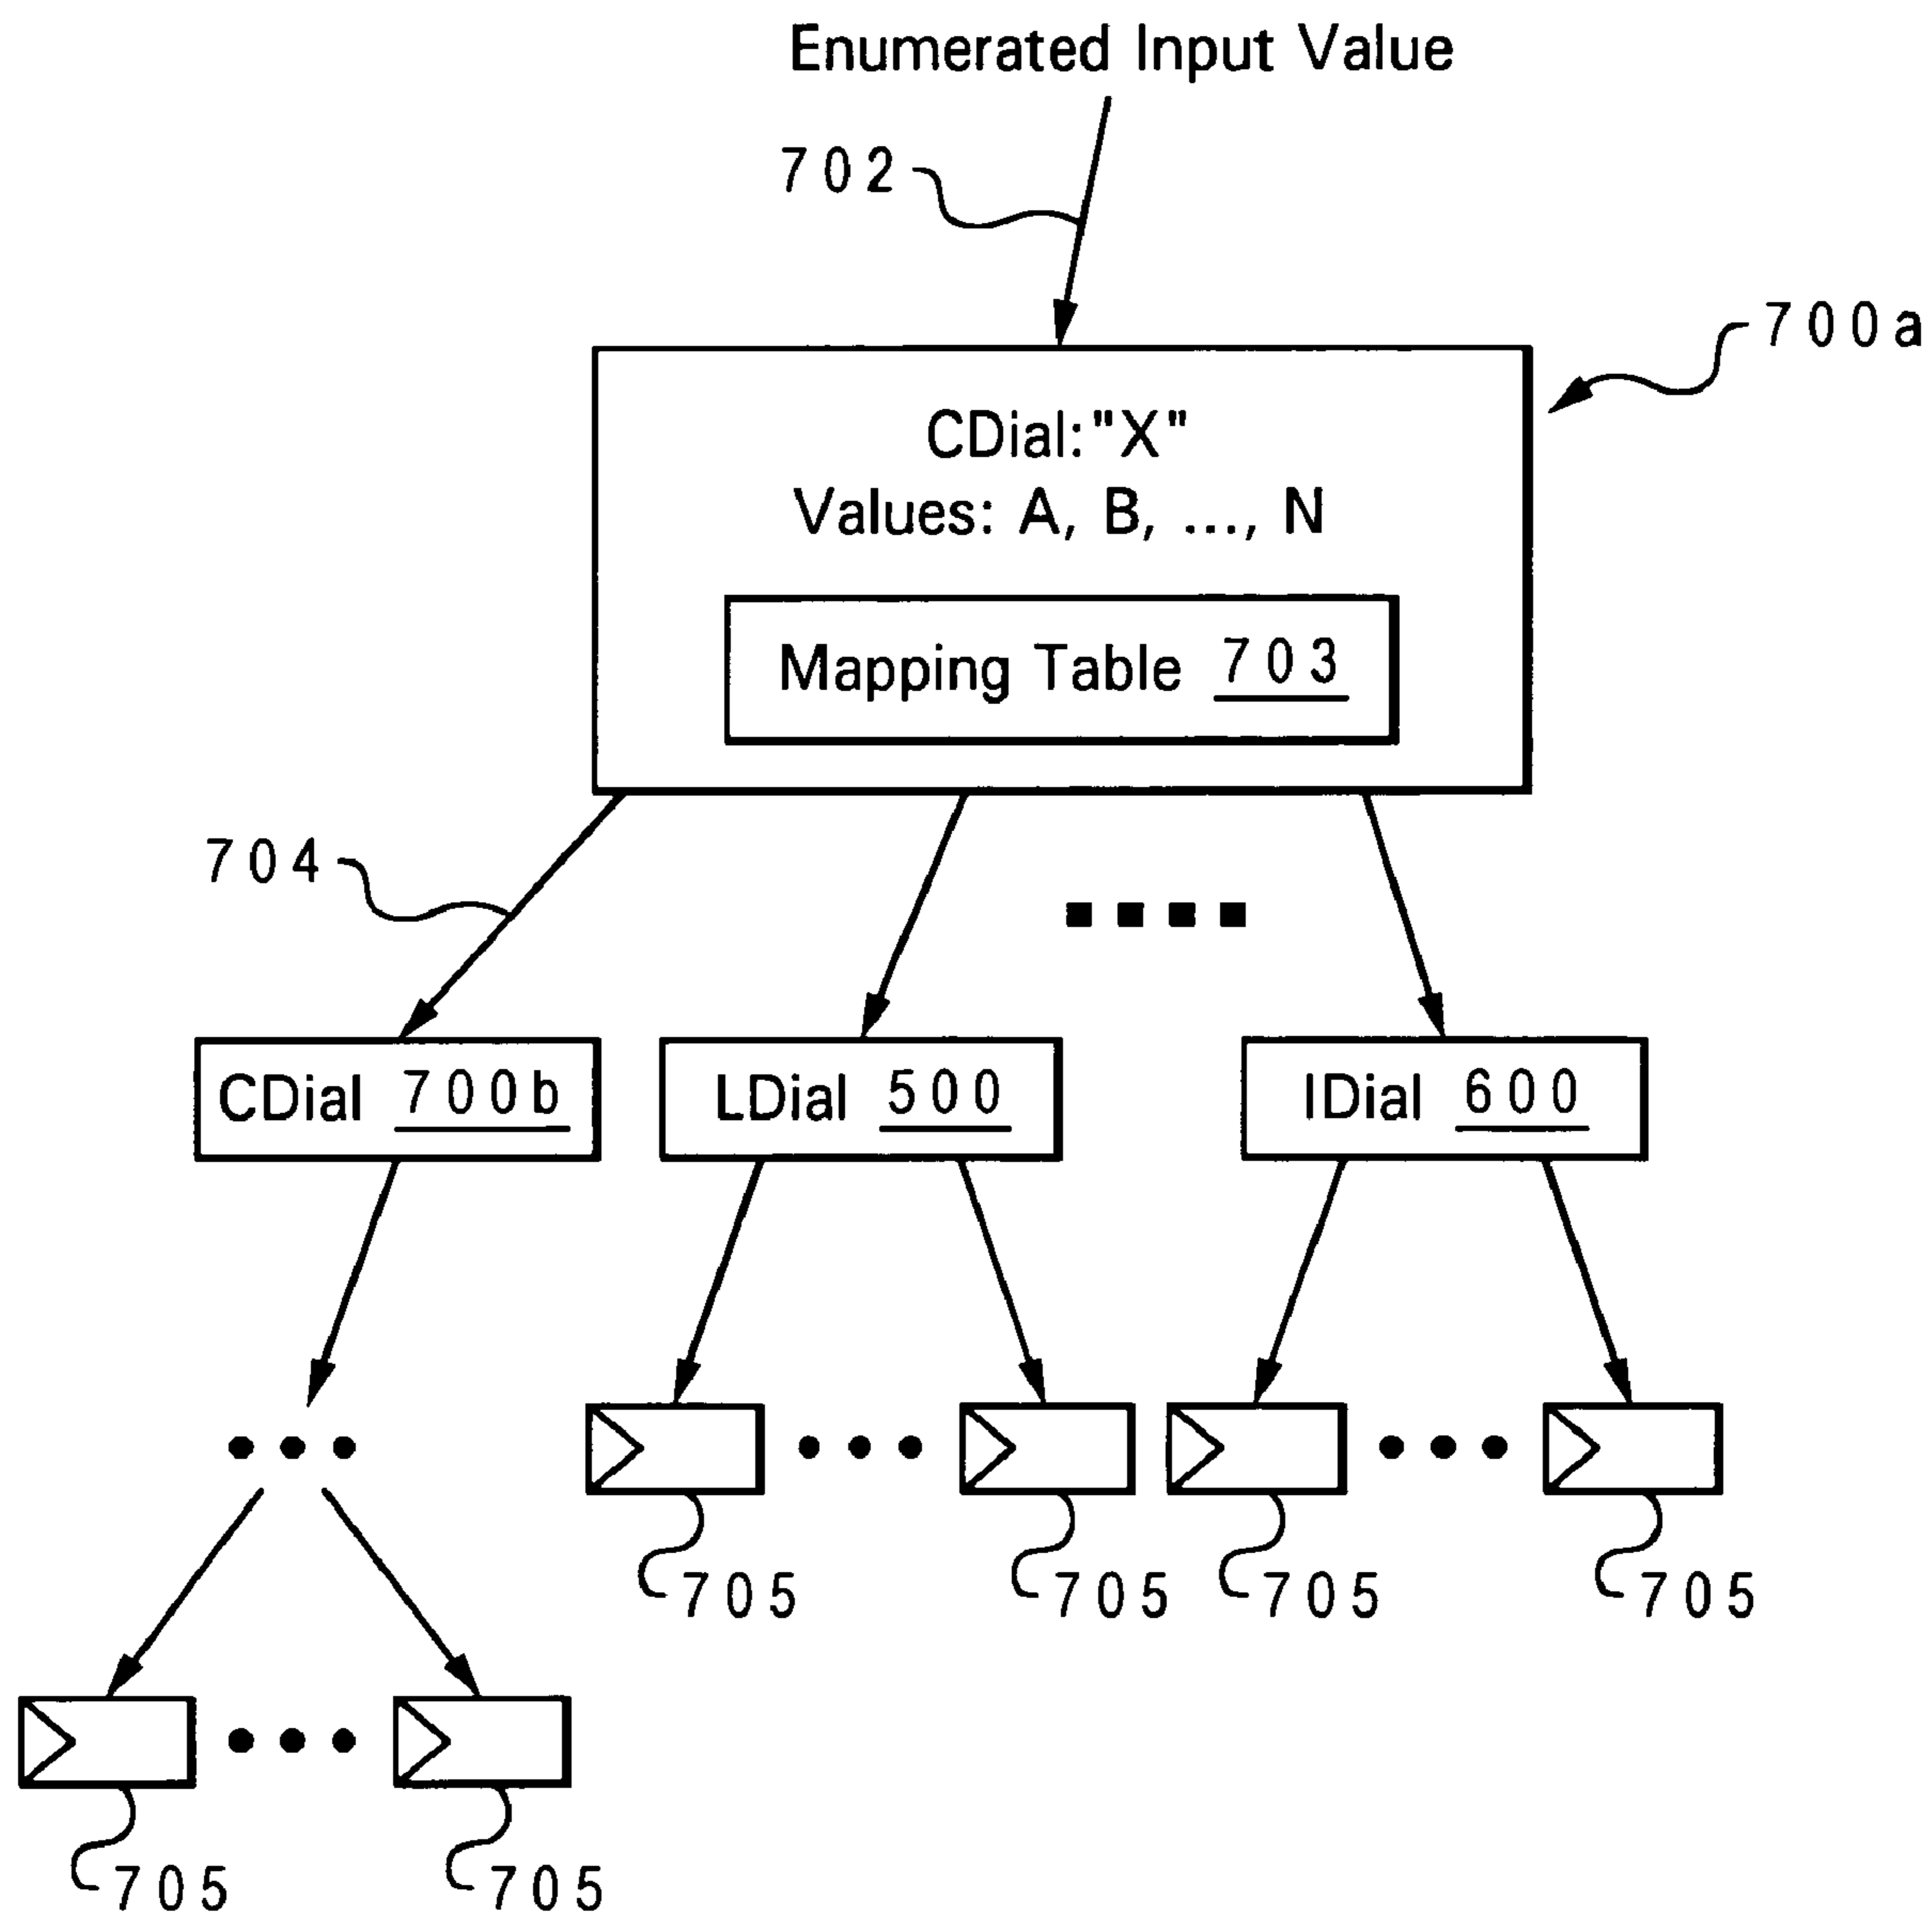 Enumerated Input Value
702
700a
CDial:"X"
Values: A, B, ..., N
Mapping Table 703
704
CDial 700b
LDial 500
IDial 600
705
705
705
705
705
705